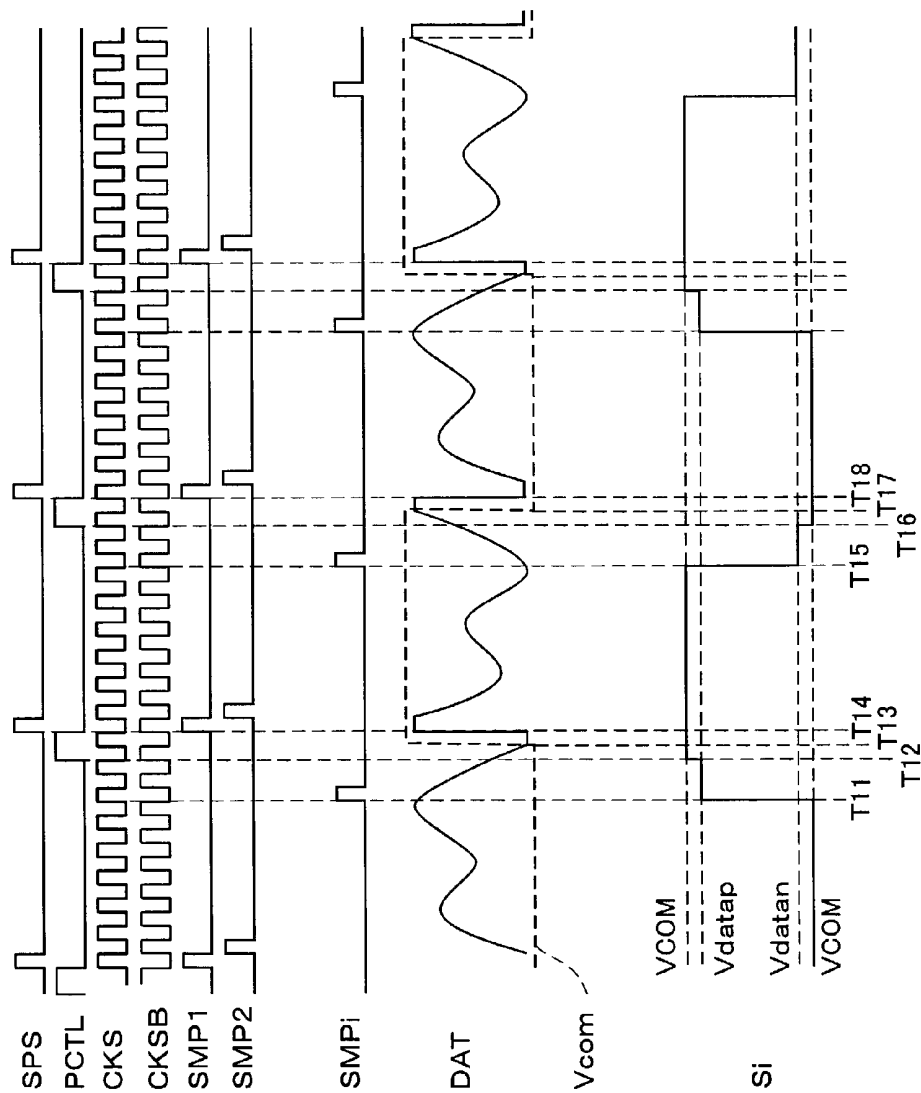 SPS
PCTL
CKS
CKSB
SMP1
SMP2
SMPi
DAT
Vcom
VCOM
Vdatap
Vdatan
VCOM
Si
T11
T12
T13
T14
T15
T16
T17
T18